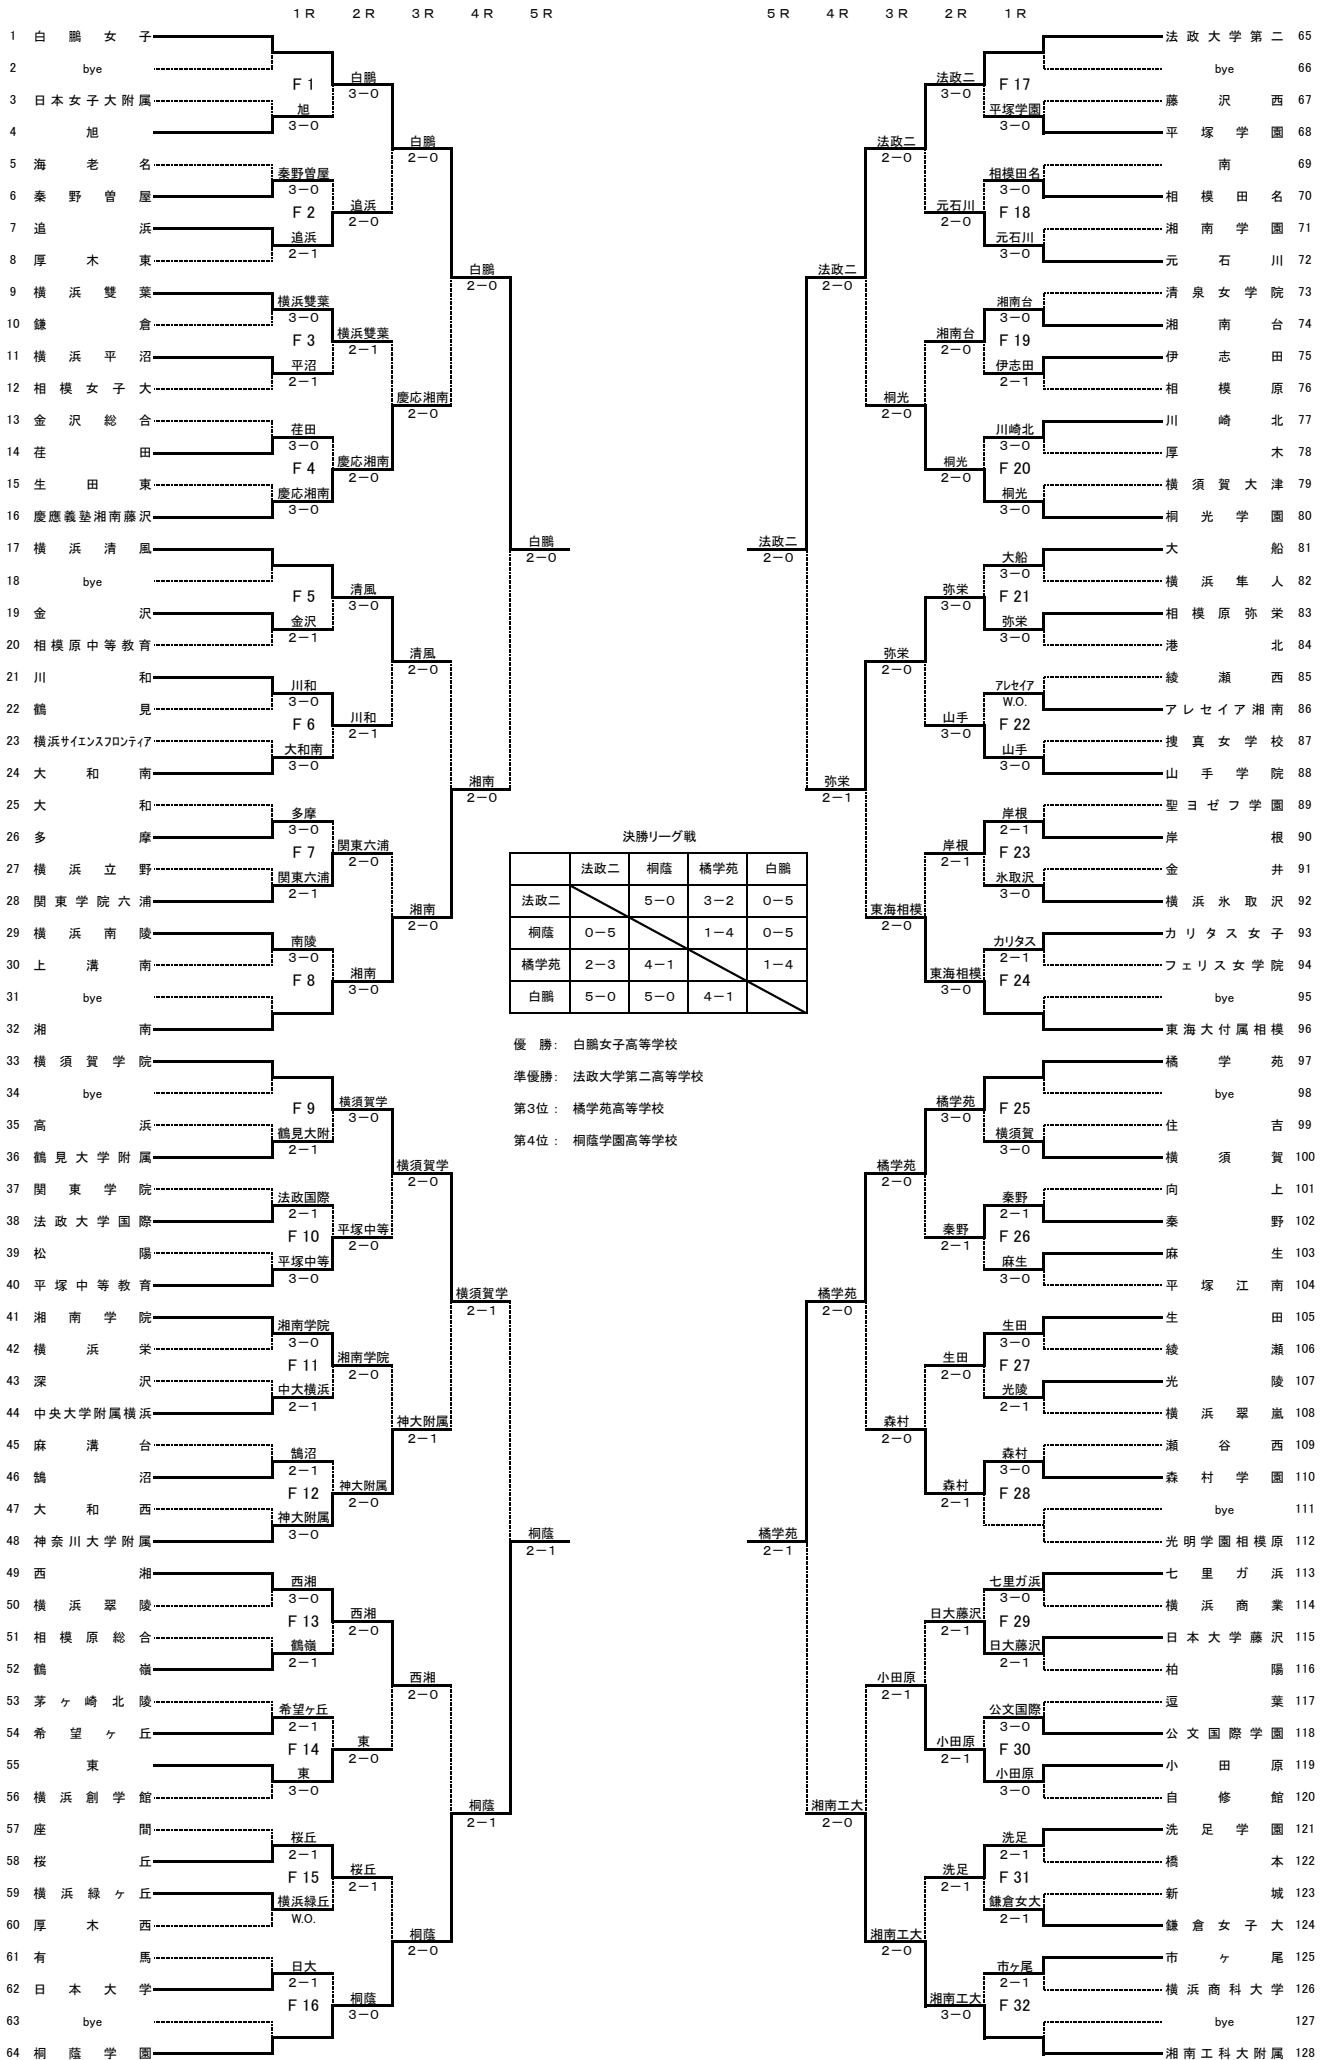 1R 2R 3R 4R 5R
5R 4R 3R 2R 1R
1 白鵬女子
2 bye
3 日本女子大附属
4 旭
5 海老名
6 秦野曽屋
7 追浜
8 厚木東
9 横浜雙葉
10 鎌倉
11 横浜平沼
12 相模女子大
13 金沢総合
14 荏田
15 生田東
16 慶應義塾湘南藤沢
17 横浜清風
18 bye
19 金沢
20 相模原中等教育
21 川和
22 鶴見
23 横浜サイエンスフロンティア
24 大和南
25 大和
26 多摩
27 横浜立野
28 関東学院六浦
29 横浜南陵
30 上溝南
31 bye
32 湘南
33 横須賀学院
34 bye
35 高浜
36 鶴見大学附属
37 関東学院
38 法政大学国際
39 松陽
40 平塚中等教育
41 湘南学院
42 横浜栄
43 深沢
44 中央大学附属横浜
45 麻溝台
46 鵠沼
47 大和西
48 神奈川大学附属
49 西湘
50 横浜翠陵
51 相模原総合
52 鶴嶺
53 茅ヶ崎北陵
54 希望ヶ丘
55 東
56 横浜創学館
57 座間
58 桜丘
59 横浜緑ヶ丘
60 厚木西
61 有馬
62 日本大学
63 bye
64 桐蔭学園
F1
旭
3-0
秦野曽屋
3-0
F2
追浜
2-1
横浜雙葉
3-0
F3
平沼
2-1
荏田
3-0
F4
慶応湘南
3-0
F5
金沢
2-1
川和
3-0
F6
大和南
3-0
多摩
3-0
F7
関東六浦
2-1
南陵
3-0
F8
F9
鶴見大附
2-1
法政国際
2-1
F10
平塚中等
3-0
湘南学院
3-0
F11
中大横浜
2-1
鵠沼
2-1
F12
神大附属
3-0
西湘
3-0
F13
鶴嶺
2-1
希望ヶ丘
2-1
F14
東
3-0
桜丘
2-1
F15
横浜緑丘
W.O.
日大
2-1
F16
白鵬
3-0
追浜
2-0
横浜雙葉
2-1
慶応湘南
2-0
清風
3-0
川和
2-1
関東六浦
2-0
湘南
3-0
横須賀学
3-0
平塚中等
2-0
湘南学院
2-0
神大附属
2-0
西湘
2-0
東
2-0
桜丘
2-1
桐蔭
3-0
白鵬
2-0
慶応湘南
2-0
清風
2-0
湘南
2-0
横須賀学
2-0
神大附属
2-1
西湘
2-0
桐蔭
2-0
白鵬
2-0
湘南
2-0
横須賀学
2-1
桐蔭
2-1
白鵬
2-0
桐蔭
2-1
決勝リーグ戦
法政二 桐蔭 橘学苑 白鵬
法政二 5-0 3-2 0-5
桐蔭 0-5 1-4 0-5
橘学苑 2-3 4-1 1-4
白鵬 5-0 5-0 4-1
優 勝: 白鵬女子高等学校
準優勝: 法政大学第二高等学校
第3位: 橘学苑高等学校
第4位: 桐蔭学園高等学校
法政二
2-0
橘学苑
2-1
法政二
2-0
弥栄
2-1
橘学苑
2-0
湘南工大
2-0
法政二
2-0
桐光
2-0
弥栄
2-0
東海相模
2-0
橘学苑
2-0
森村
2-0
小田原
2-1
湘南工大
2-0
法政二
3-0
元石川
2-0
湘南台
2-0
桐光
2-0
弥栄
3-0
山手
3-0
岸根
2-1
東海相模
3-0
橘学苑
3-0
秦野
2-1
生田
2-0
森村
2-1
日大藤沢
2-1
小田原
2-1
洗足
2-1
湘南工大
3-0
F17
平塚学園
3-0
相模田名
3-0
F18
元石川
3-0
湘南台
3-0
F19
伊志田
2-1
川崎北
3-0
F20
桐光
3-0
大船
3-0
F21
弥栄
3-0
アレセイア
W.O.
F22
山手
3-0
岸根
2-1
F23
氷取沢
3-0
カリタス
2-1
F24
F25
横須賀
3-0
秦野
2-1
F26
麻生
3-0
生田
3-0
F27
光陵
2-1
森村
3-0
F28
七里ガ浜
3-0
F29
日大藤沢
2-1
公文国際
3-0
F30
小田原
3-0
洗足
2-1
F31
鎌倉女大
2-1
市ヶ尾
2-1
F32
法政大学第二 65
bye 66
藤沢西 67
平塚学園 68
南 69
相模田名 70
湘南学園 71
元石川 72
清泉女学院 73
湘南台 74
伊志田 75
相模原 76
川崎北 77
厚木 78
横須賀大津 79
桐光学園 80
大船 81
横浜隼人 82
相模原弥栄 83
港北 84
綾瀬西 85
アレセイア湘南 86
捜真女学校 87
山手学院 88
聖ヨゼフ学園 89
岸根 90
金井 91
横浜氷取沢 92
カリタス女子 93
フェリス女学院 94
bye 95
東海大付属相模 96
橘学苑 97
bye 98
住吉 99
横須賀 100
向上 101
秦野 102
麻生 103
平塚江南 104
生田 105
綾瀬 106
光陵 107
横浜翠嵐 108
瀬谷西 109
森村学園 110
bye 111
光明学園相模原 112
七里ガ浜 113
横浜商業 114
日本大学藤沢 115
柏陽 116
逗葉 117
公文国際学園 118
小田原 119
自修館 120
洗足学園 121
橋本 122
新城 123
鎌倉女子大 124
市ヶ尾 125
横浜商科大学 126
bye 127
湘南工科大附属 128